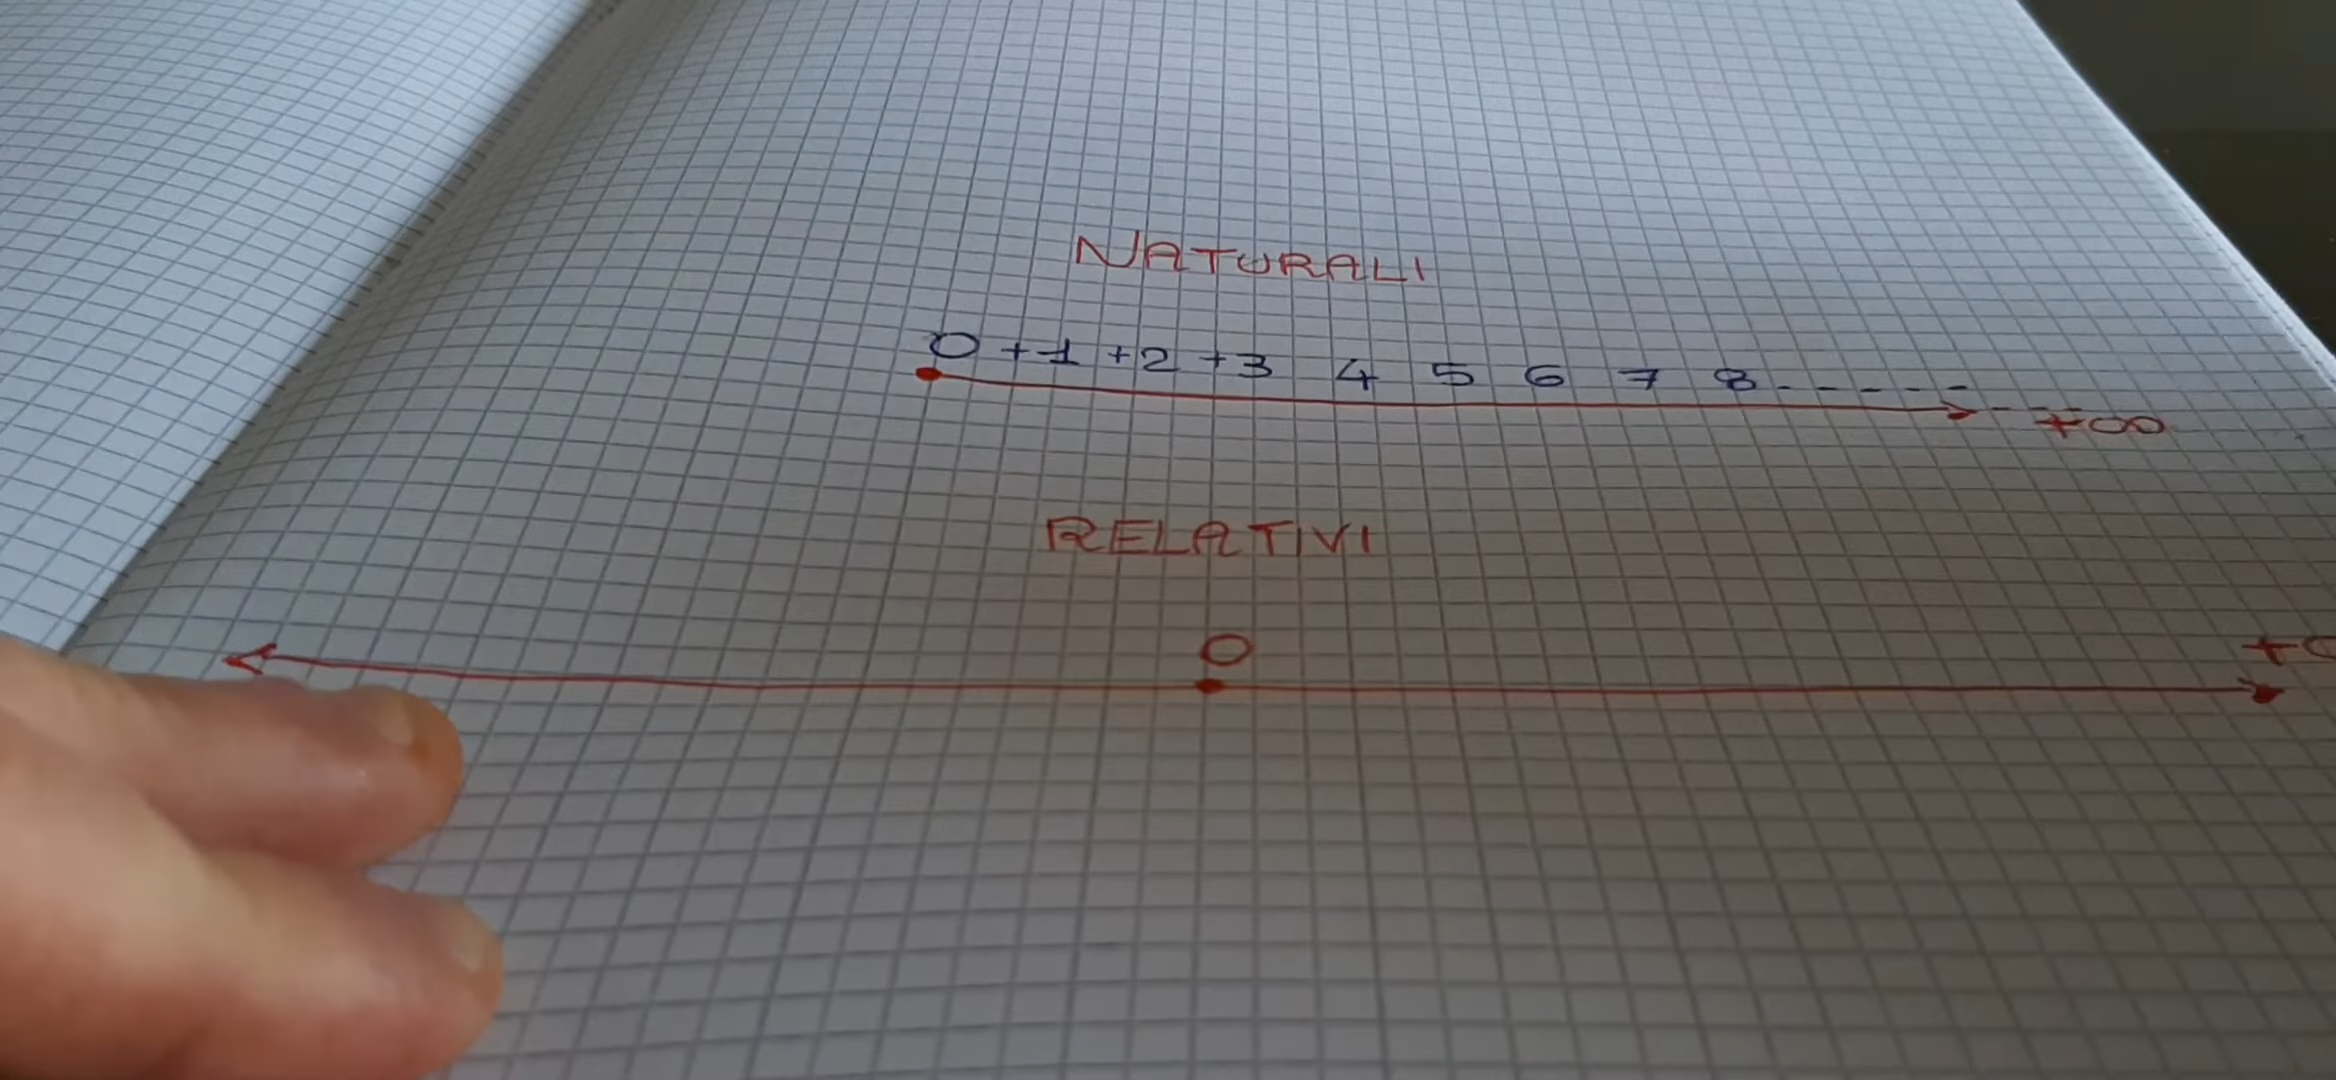 NATURALI
0 +1 +2 +3 4 5 6 7 8 - - - - -
- - +∞
RELATIVI
0
+